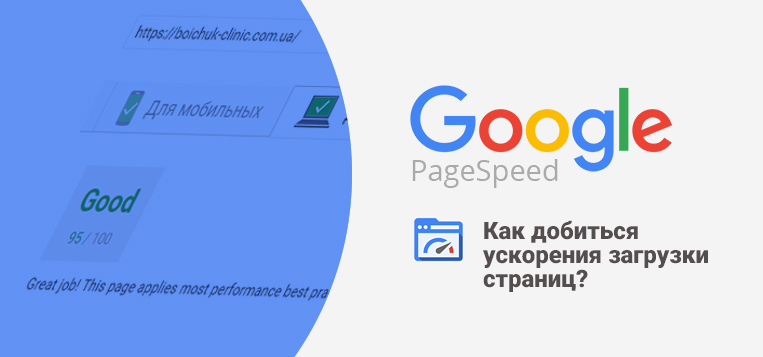 https://boichuk-clinic.com.ua/
Для мобильных
Good
95 / 100
Great job! This page applies most performance best pra
Google
PageSpeed
Как добиться
ускорения загрузки
страниц?